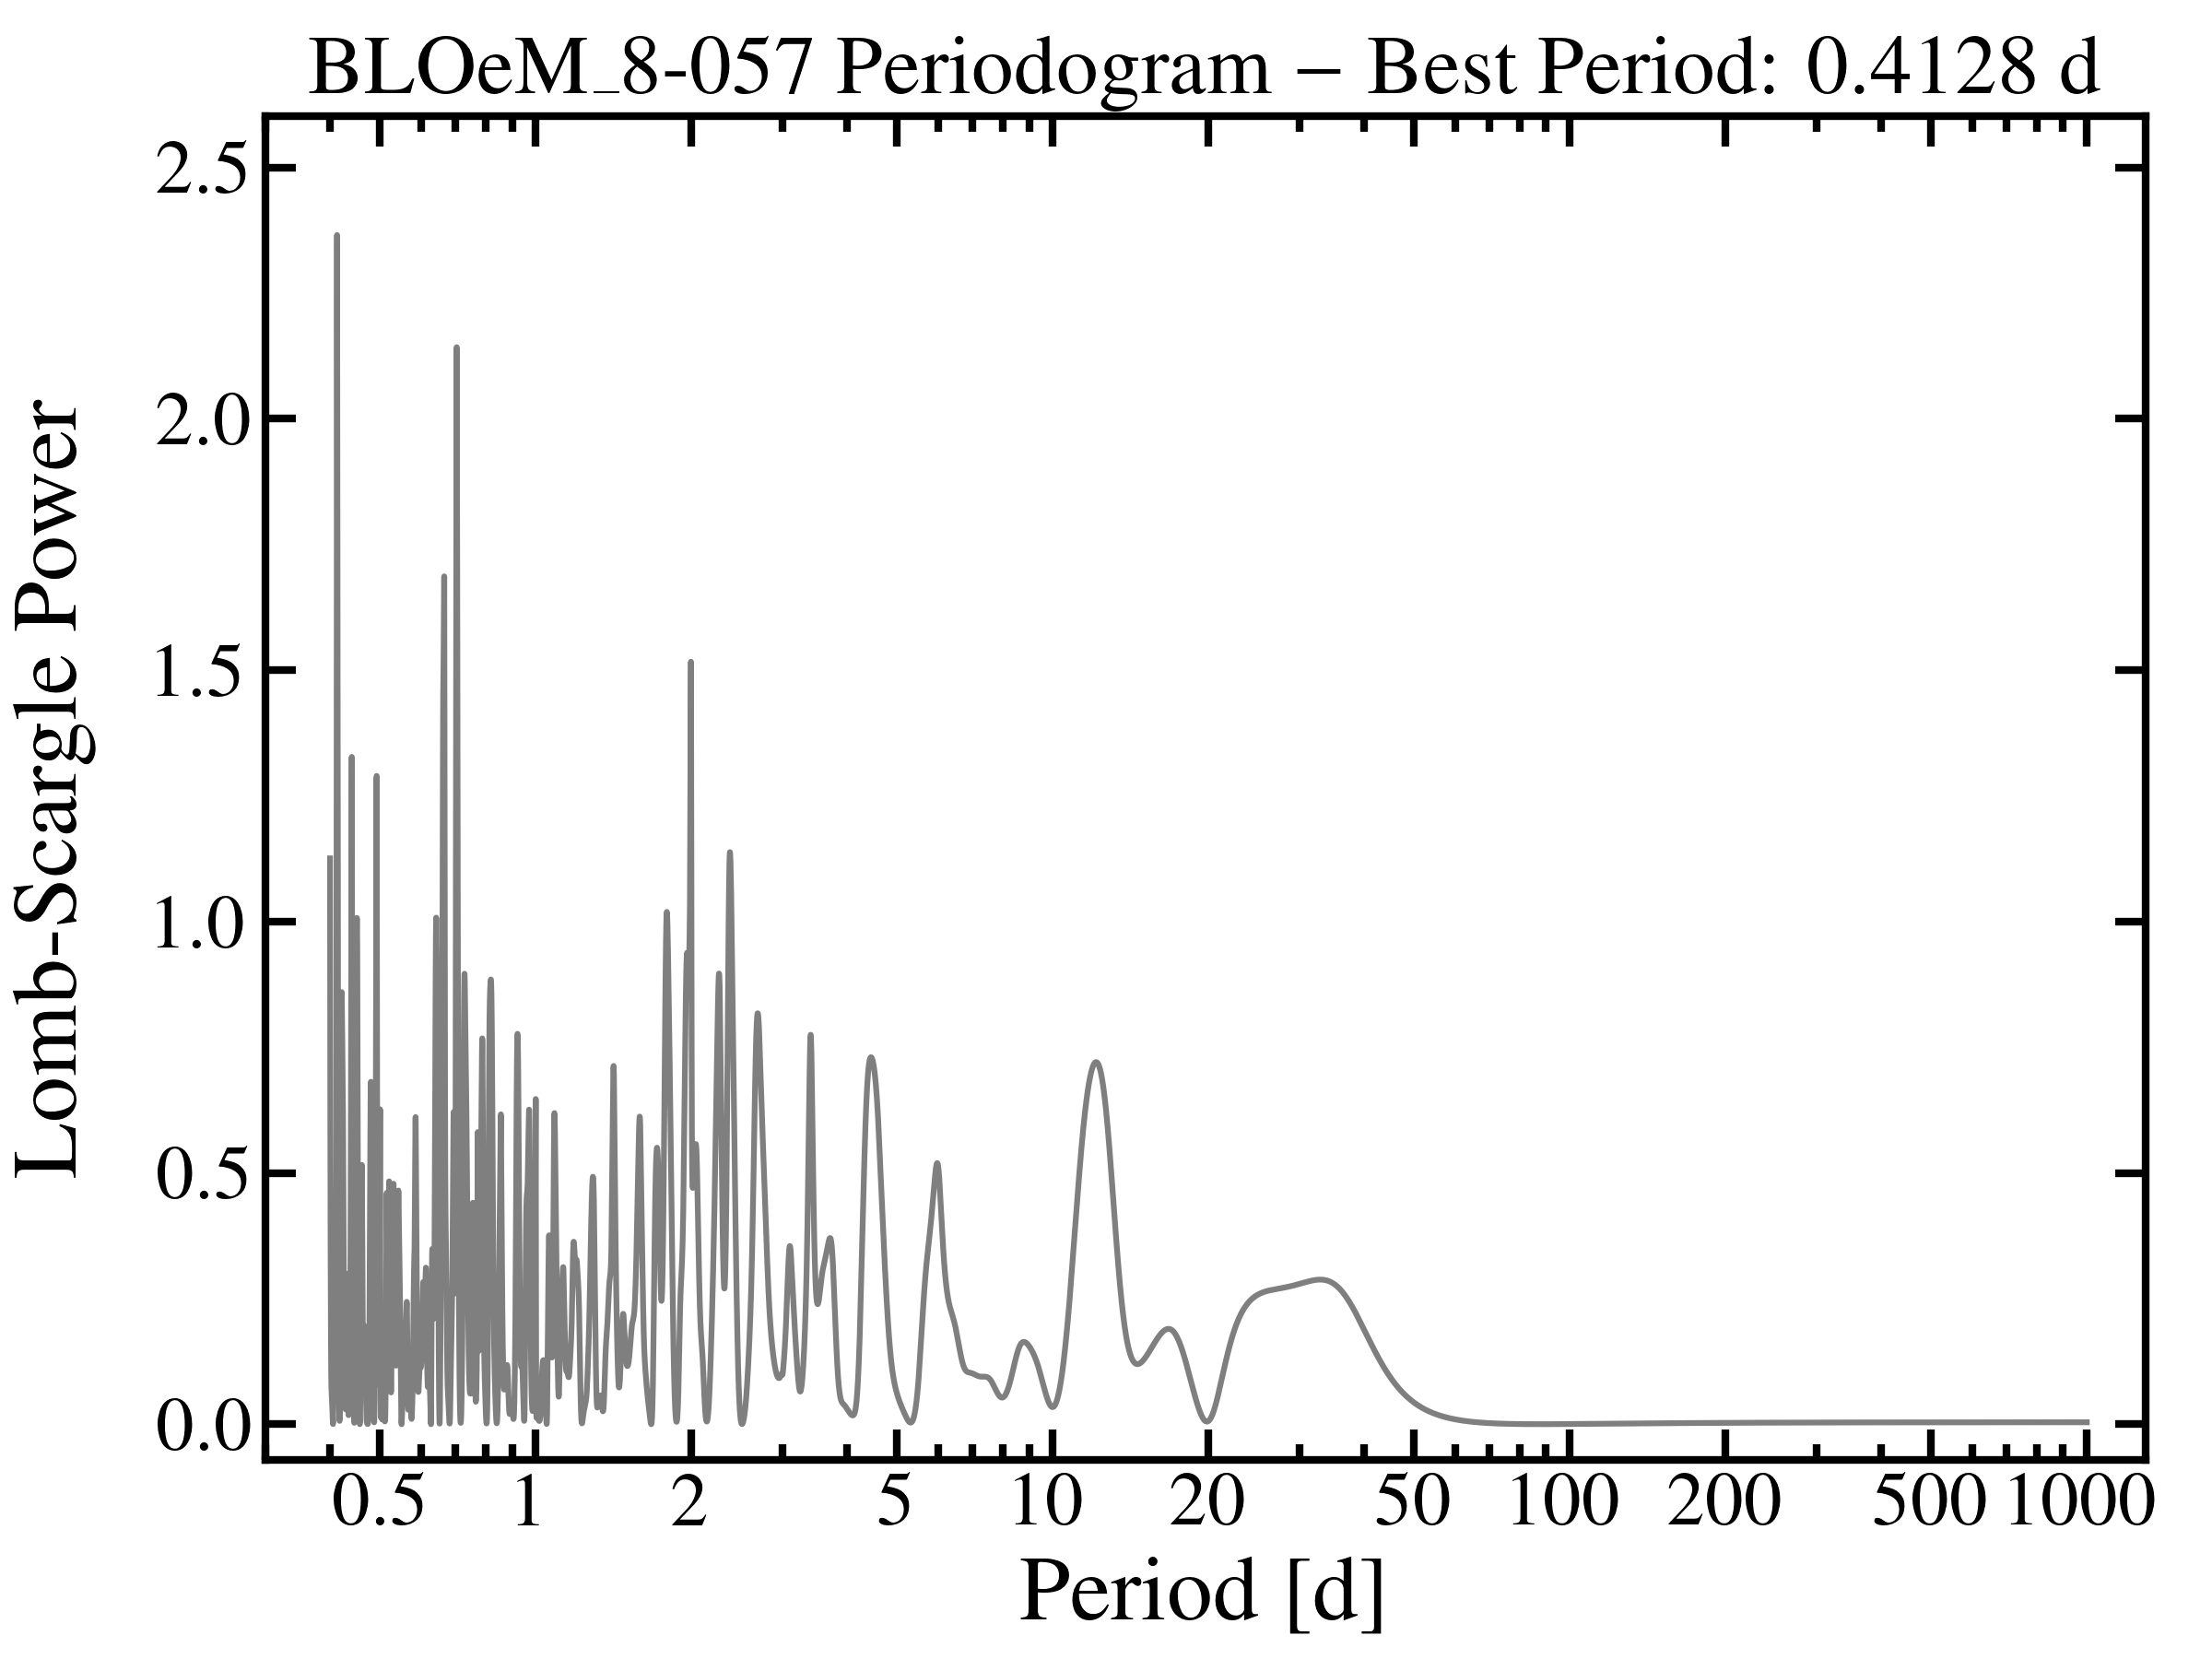 BLOeM_8-057 Periodogram − Best Period: 0.4128 d
Lomb-Scargle Power
2.5
2.0
1.5
1.0
0.5
0.0
0.5 1 2 5 10 20 50 100 200 500 1000
Period [d]